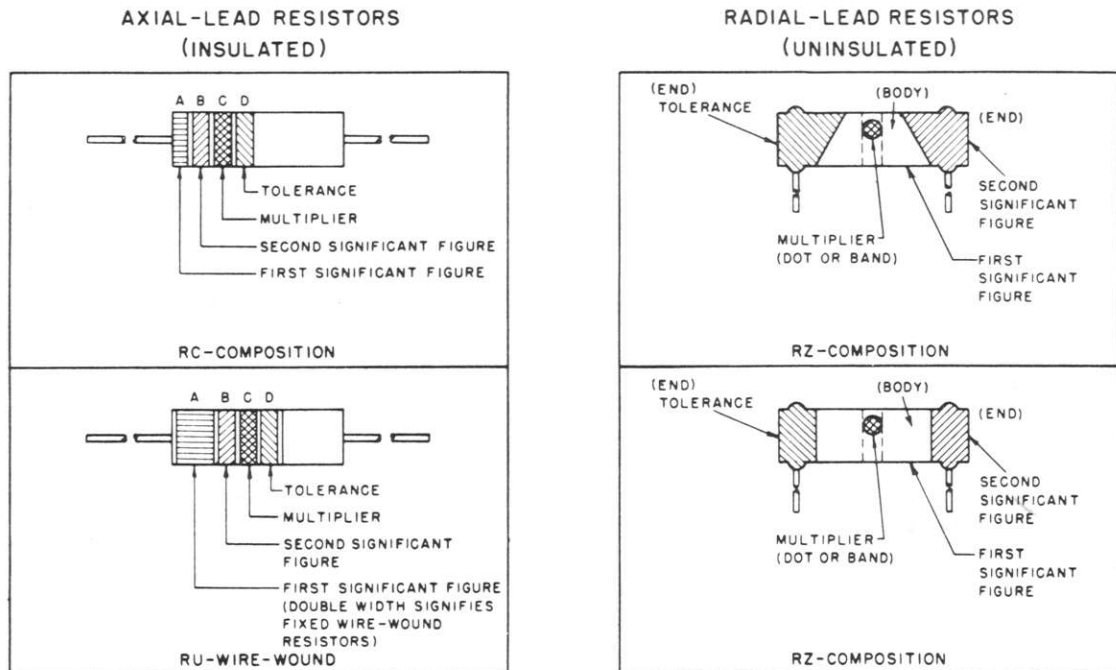 AXIAL-LEAD RESISTORS
(INSULATED)
A B C D
TOLERANCE
MULTIPLIER
SECOND SIGNIFICANT FIGURE
FIRST SIGNIFICANT FIGURE
RC-COMPOSITION
A B C D
TOLERANCE
MULTIPLIER
SECOND SIGNIFICANT
FIGURE
FIRST SIGNIFICANT FIGURE
(DOUBLE WIDTH SIGNIFIES
FIXED WIRE-WOUND
RESISTORS)
RU-WIRE-WOUND
RADIAL-LEAD RESISTORS
(UNINSULATED)
(END)
TOLERANCE
(BODY)
(END)
SECOND
SIGNIFICANT
FIGURE
MULTIPLIER
(DOT OR BAND)
FIRST
SIGNIFICANT
FIGURE
RZ-COMPOSITION
(END)
TOLERANCE
(BODY)
(END)
SECOND
SIGNIFICANT
FIGURE
MULTIPLIER
(DOT OR BAND)
FIRST
SIGNIFICANT
FIGURE
RZ-COMPOSITION